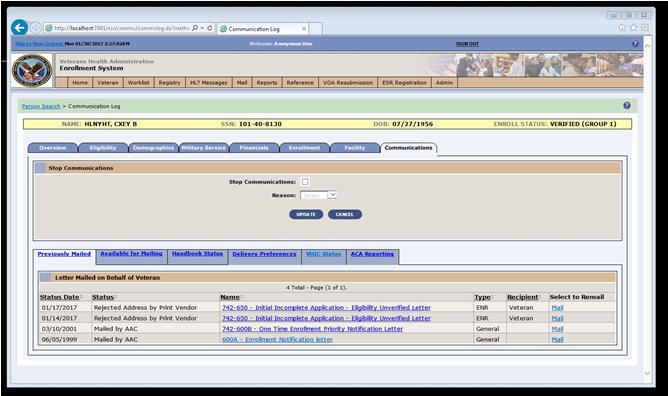 http://localhost:7001/esr/comms/commslog.do?methc
Communication Log
Skip to Main Content Mon 01/30/2017 2:27:02AM Welcome: Anonymous User SIGN OUT
Veterans Health Administration
Enrollment System
Home Veteran Worklist Registry HL7 Messages Mail Reports Reference VOA Resubmission ESR Registration Admin
Person Search > Communication Log
NAME: HLNYHT, CXEY B SSN: 101-40-8130 DOB: 07/27/1956 ENROLL STATUS: VERIFIED (GROUP 1)
Overview Eligibility Demographics Military Service Financials Enrollment Facility Communications
Stop Communications
Stop Communications:
Reason: Select
UPDATE CANCEL
Previously Mailed Available for Mailing Handbook Status Delivery Preferences VHIC Status ACA Reporting
Letter Mailed on Behalf of Veteran
4 Total - Page (1 of 1).
Status Date Status Name Type Recipient Select to Remail
01/17/2017 Rejected Address by Print Vendor 742-650 - Initial Incomplete Application - Eligibility Unverified Letter ENR Veteran Mail
01/14/2017 Rejected Address by Print Vendor 742-650 - Initial Incomplete Application - Eligibility Unverified Letter ENR Veteran Mail
03/10/2001 Mailed by AAC 742-600B - One Time Enrollment Priority Notification Letter General Mail
06/05/1999 Mailed by AAC 600A - Enrollment Notification letter General Mail